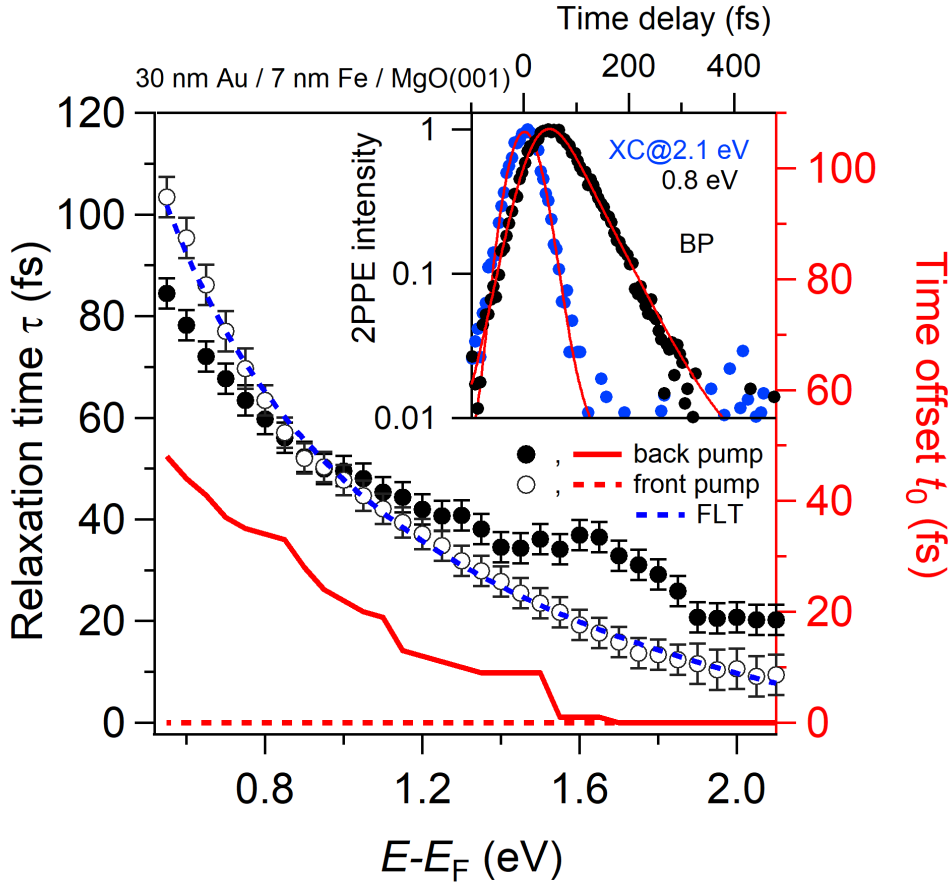 Time delay (fs)
0 200 400
30 nm Au / 7 nm Fe / MgO(001)
120
100
80
60
40
20
0
Relaxation time τ (fs)
1
0.1
0.01
2PPE intensity
XC@2.1 eV
0.8 eV
BP
, back pump
, front pump
FLT
100
80
60
40
20
0
Time offset t0 (fs)
0.8 1.2 1.6 2.0
E-EF (eV)